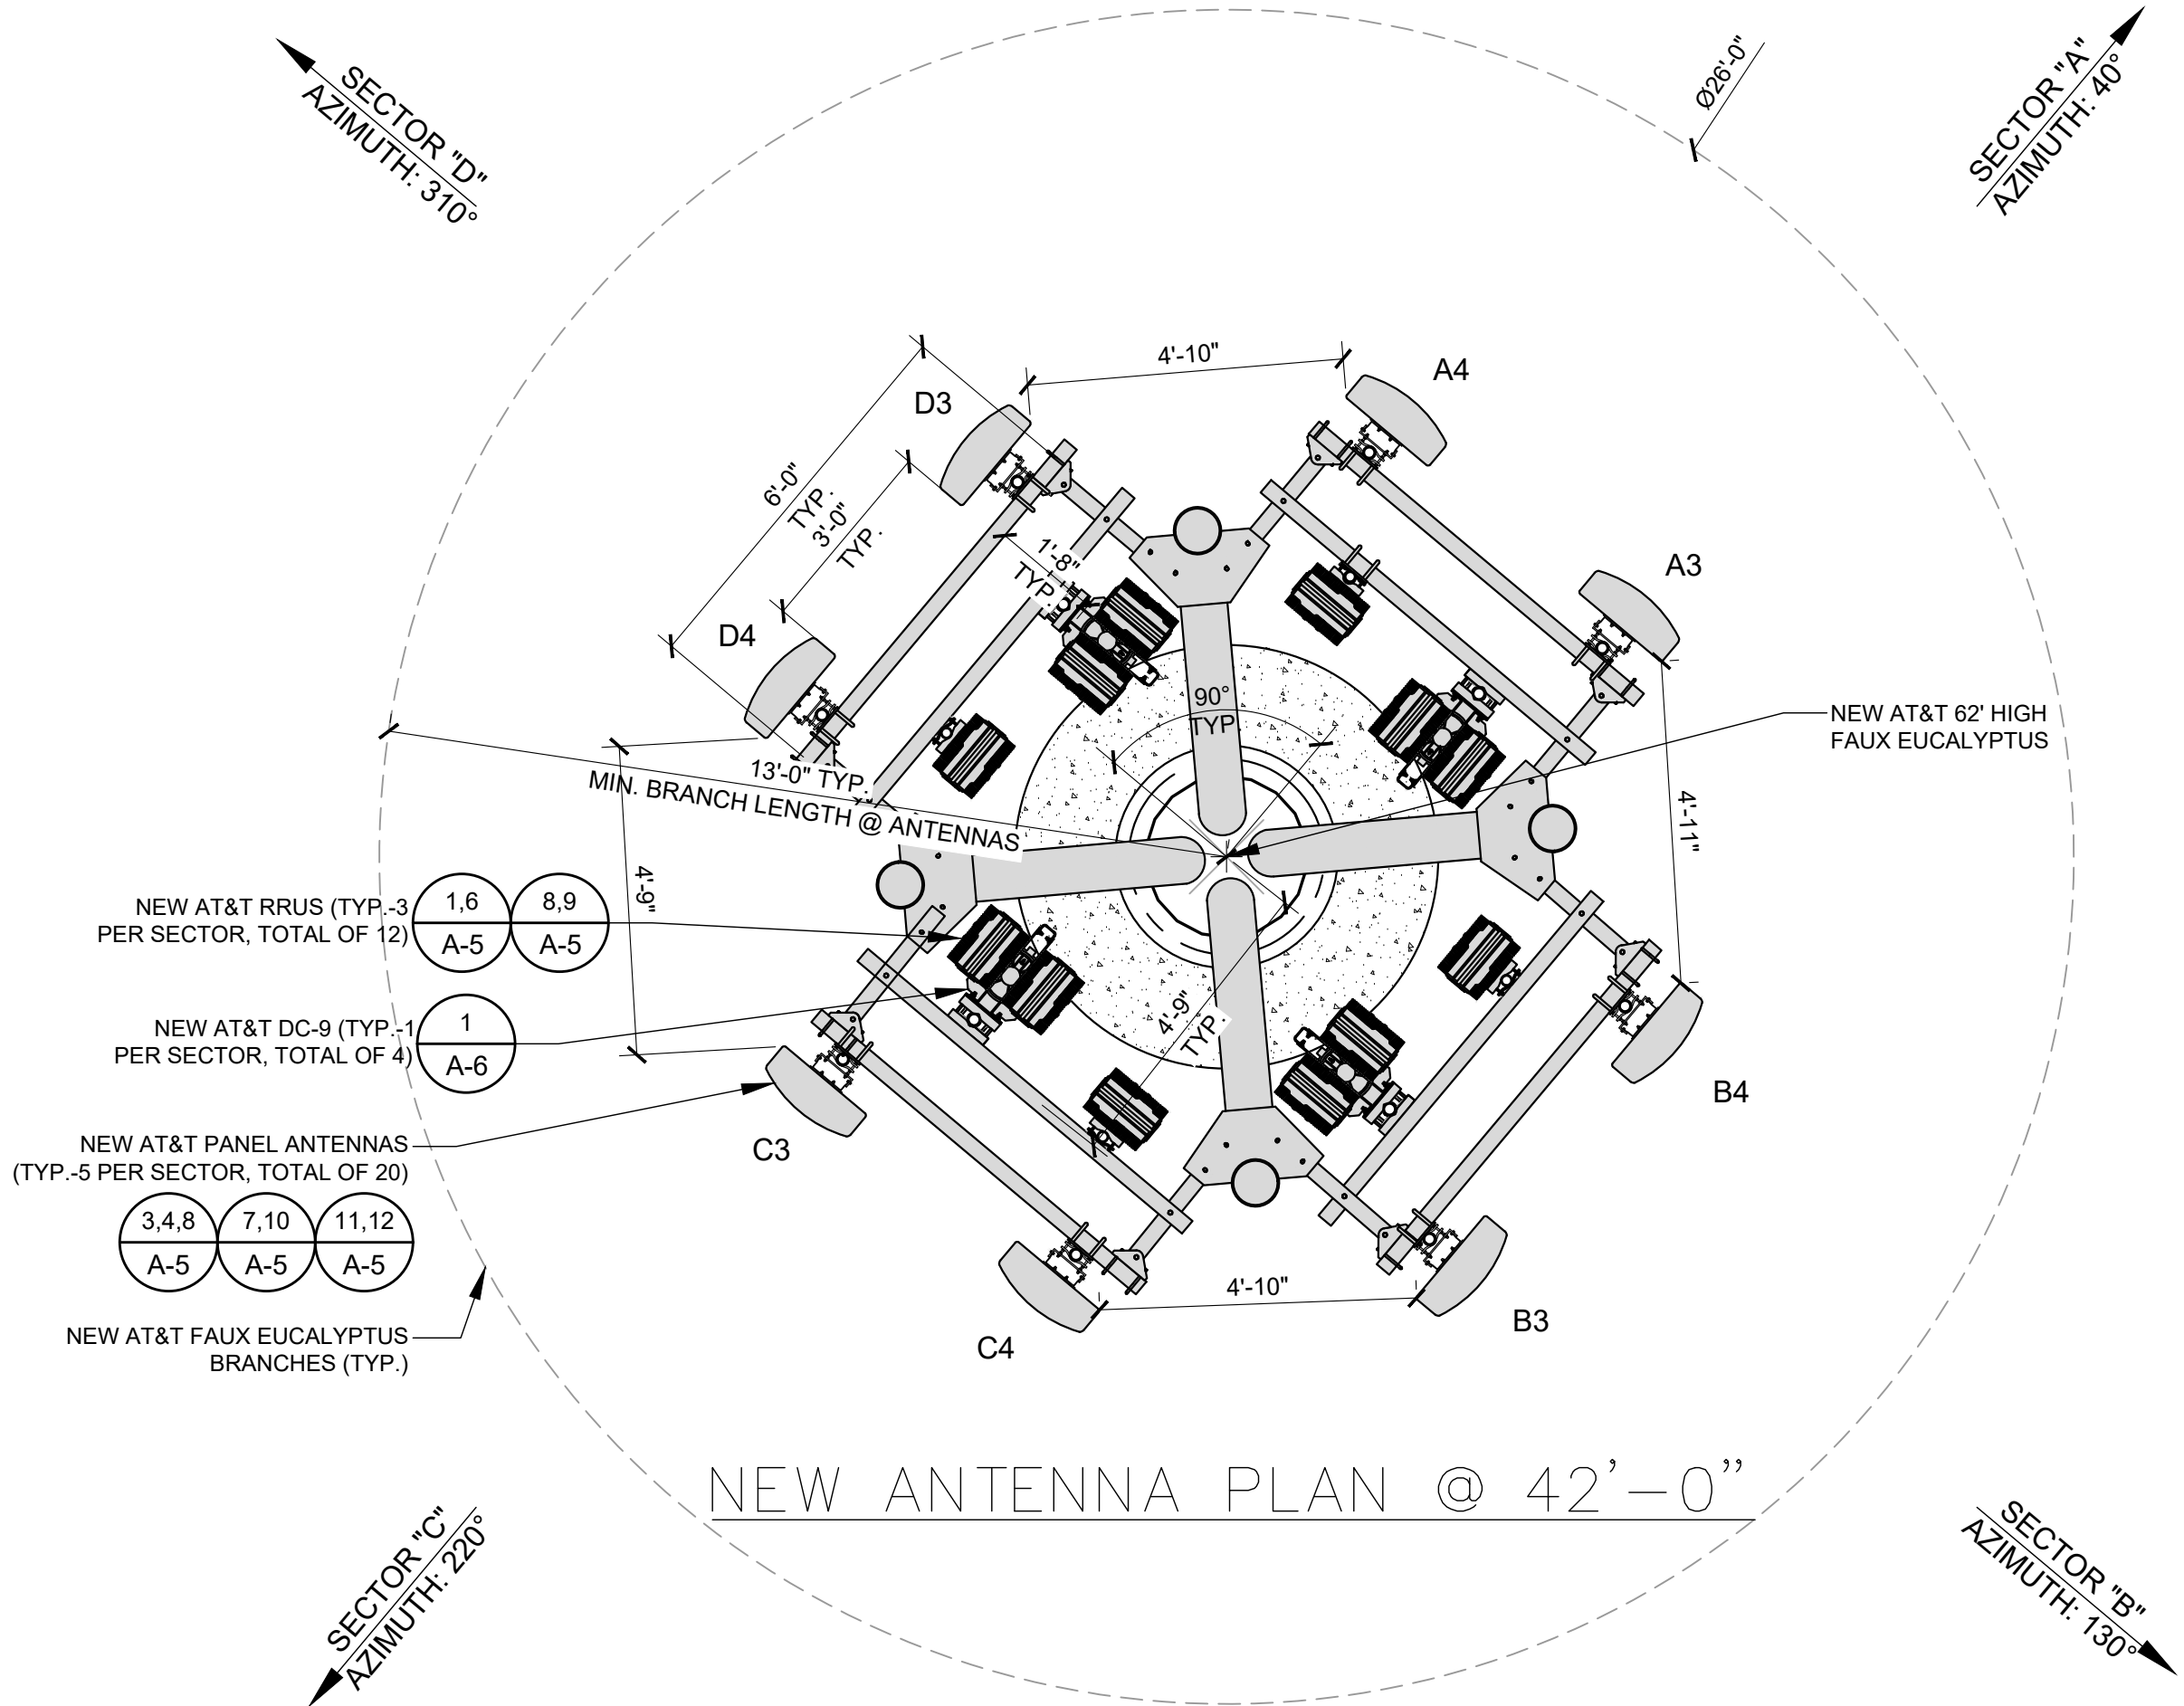 SECTOR "D"
AZIMUTH: 310°
Ø26'-0"
SECTOR "A"
AZIMUTH: 40°
4'-10"
A4
D3
6'-0"
TYP.
3'-0"
TYP.
1'-8"
TYP.
A3
D4
90°
TYP
NEW AT&T 62' HIGH
FAUX EUCALYPTUS
13'-0" TYP.
MIN. BRANCH LENGTH @ ANTENNAS
4'-11"
4'-9"
NEW AT&T RRUS (TYP.-3
PER SECTOR, TOTAL OF 12)
1,6
A-5
8,9
A-5
4'-9"
TYP.
NEW AT&T DC-9 (TYP.-1
PER SECTOR, TOTAL OF 4)
1
A-6
B4
C3
NEW AT&T PANEL ANTENNAS
(TYP.-5 PER SECTOR, TOTAL OF 20)
3,4,8
A-5
7,10
A-5
11,12
A-5
4'-10"
B3
C4
NEW AT&T FAUX EUCALYPTUS
BRANCHES (TYP.)
NEW ANTENNA PLAN @ 42'-0"
SECTOR "C"
AZIMUTH: 220°
SECTOR "B"
AZIMUTH: 130°